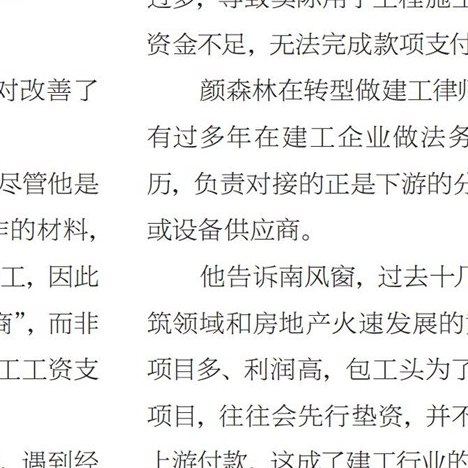 对改善了
尽管他是
作的材料，
工，因此
商”，而非
工工资支
，遇到经
过多，导致实际用于工程施工
资金不足，无法完成款项支付
颜森林在转型做建工律师
有过多年在建工企业做法务
历，负责对接的正是下游的分
或设备供应商。
他告诉南风窗，过去十几
筑领域和房地产火速发展的
项目多、利润高，包工头为了
项目，往往会先行垫资，并不
上游付款，这成了建工行业的